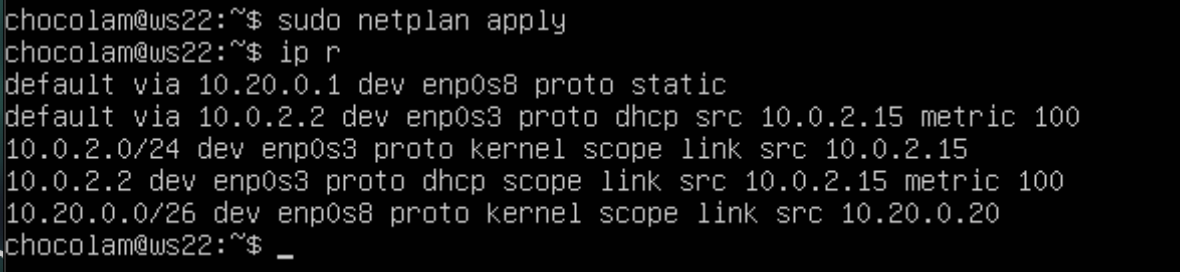 chocolam@ws22:~$ sudo netplan apply
chocolam@ws22:~$ ip r
default via 10.20.0.1 dev enp0s8 proto static
default via 10.0.2.2 dev enp0s3 proto dhcp src 10.0.2.15 metric 100
10.0.2.0/24 dev enp0s3 proto kernel scope link src 10.0.2.15
10.0.2.2 dev enp0s3 proto dhcp scope link src 10.0.2.15 metric 100
10.20.0.0/26 dev enp0s8 proto kernel scope link src 10.20.0.20
chocolam@ws22:~$ _